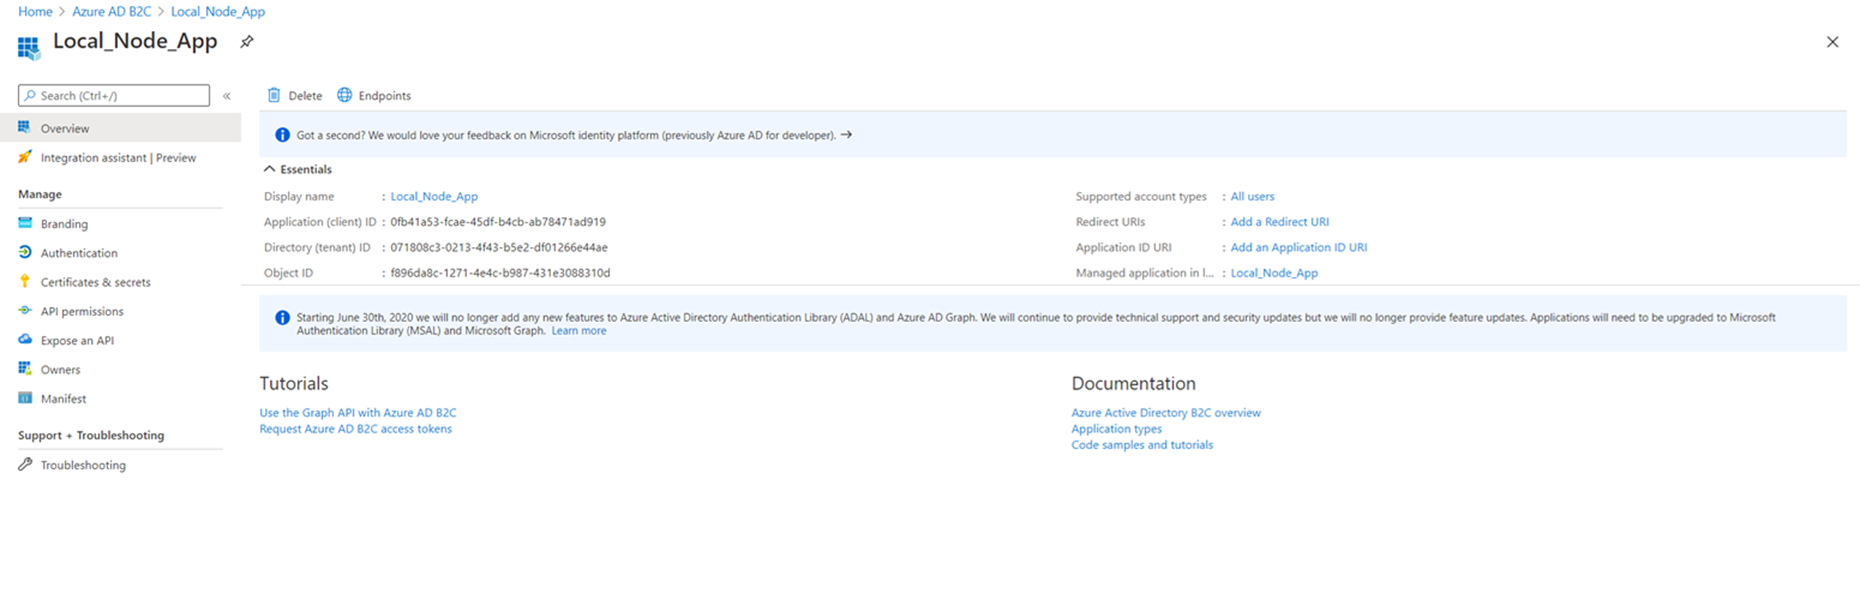 Home > Azure AD B2C > Local_Node_App
Local_Node_App
Search (Ctrl+/)
«
Overview
Integration assistant | Preview
Manage
Branding
Authentication
Certificates & secrets
API permissions
Expose an API
Owners
Manifest
Support + Troubleshooting
Troubleshooting
Delete Endpoints
Got a second? We would love your feedback on Microsoft identity platform (previously Azure AD for developer). →
Essentials
Display name : Local_Node_App
Application (client) ID : 0fb41a53-fcae-45df-b4cb-ab78471ad919
Directory (tenant) ID : 071808c3-0213-4f43-b5e2-df01266e44ae
Object ID : f896da8c-1271-4e4c-b987-431e3088310d
Supported account types : All users
Redirect URIs : Add a Redirect URI
Application ID URI : Add an Application ID URI
Managed application in l... : Local_Node_App
Starting June 30th, 2020 we will no longer add any new features to Azure Active Directory Authentication Library (ADAL) and Azure AD Graph. We will continue to provide technical support and security updates but we will no longer provide feature updates. Applications will need to be upgraded to Microsoft
Authentication Library (MSAL) and Microsoft Graph. Learn more
Tutorials
Use the Graph API with Azure AD B2C
Request Azure AD B2C access tokens
Documentation
Azure Active Directory B2C overview
Application types
Code samples and tutorials